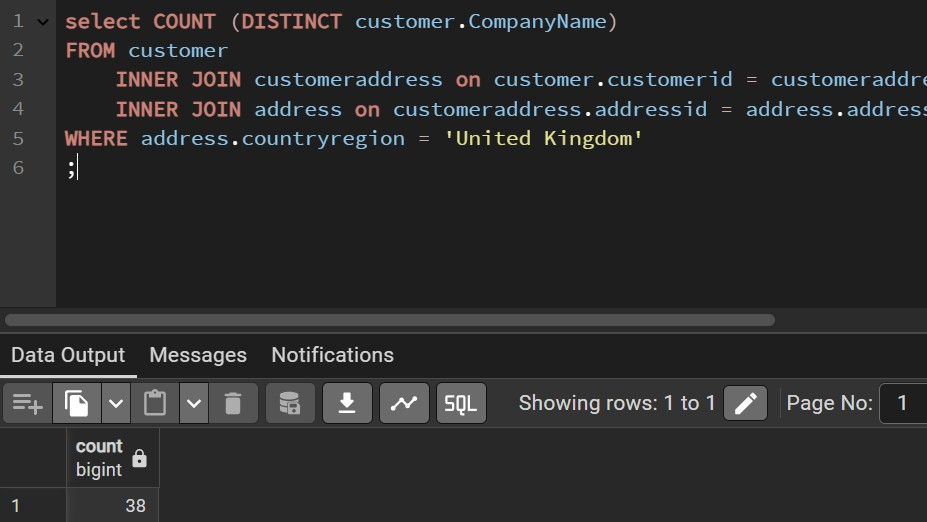 1 select COUNT (DISTINCT customer.CompanyName)
2 FROM customer
3 INNER JOIN customeraddress on customer.customerid = customeraddre
4 INNER JOIN address on customeraddress.addressid = address.address
5 WHERE address.countryregion = 'United Kingdom'
6 ;
Data Output Messages Notifications
SQL Showing rows: 1 to 1 Page No: 1
count
bigint
1 38